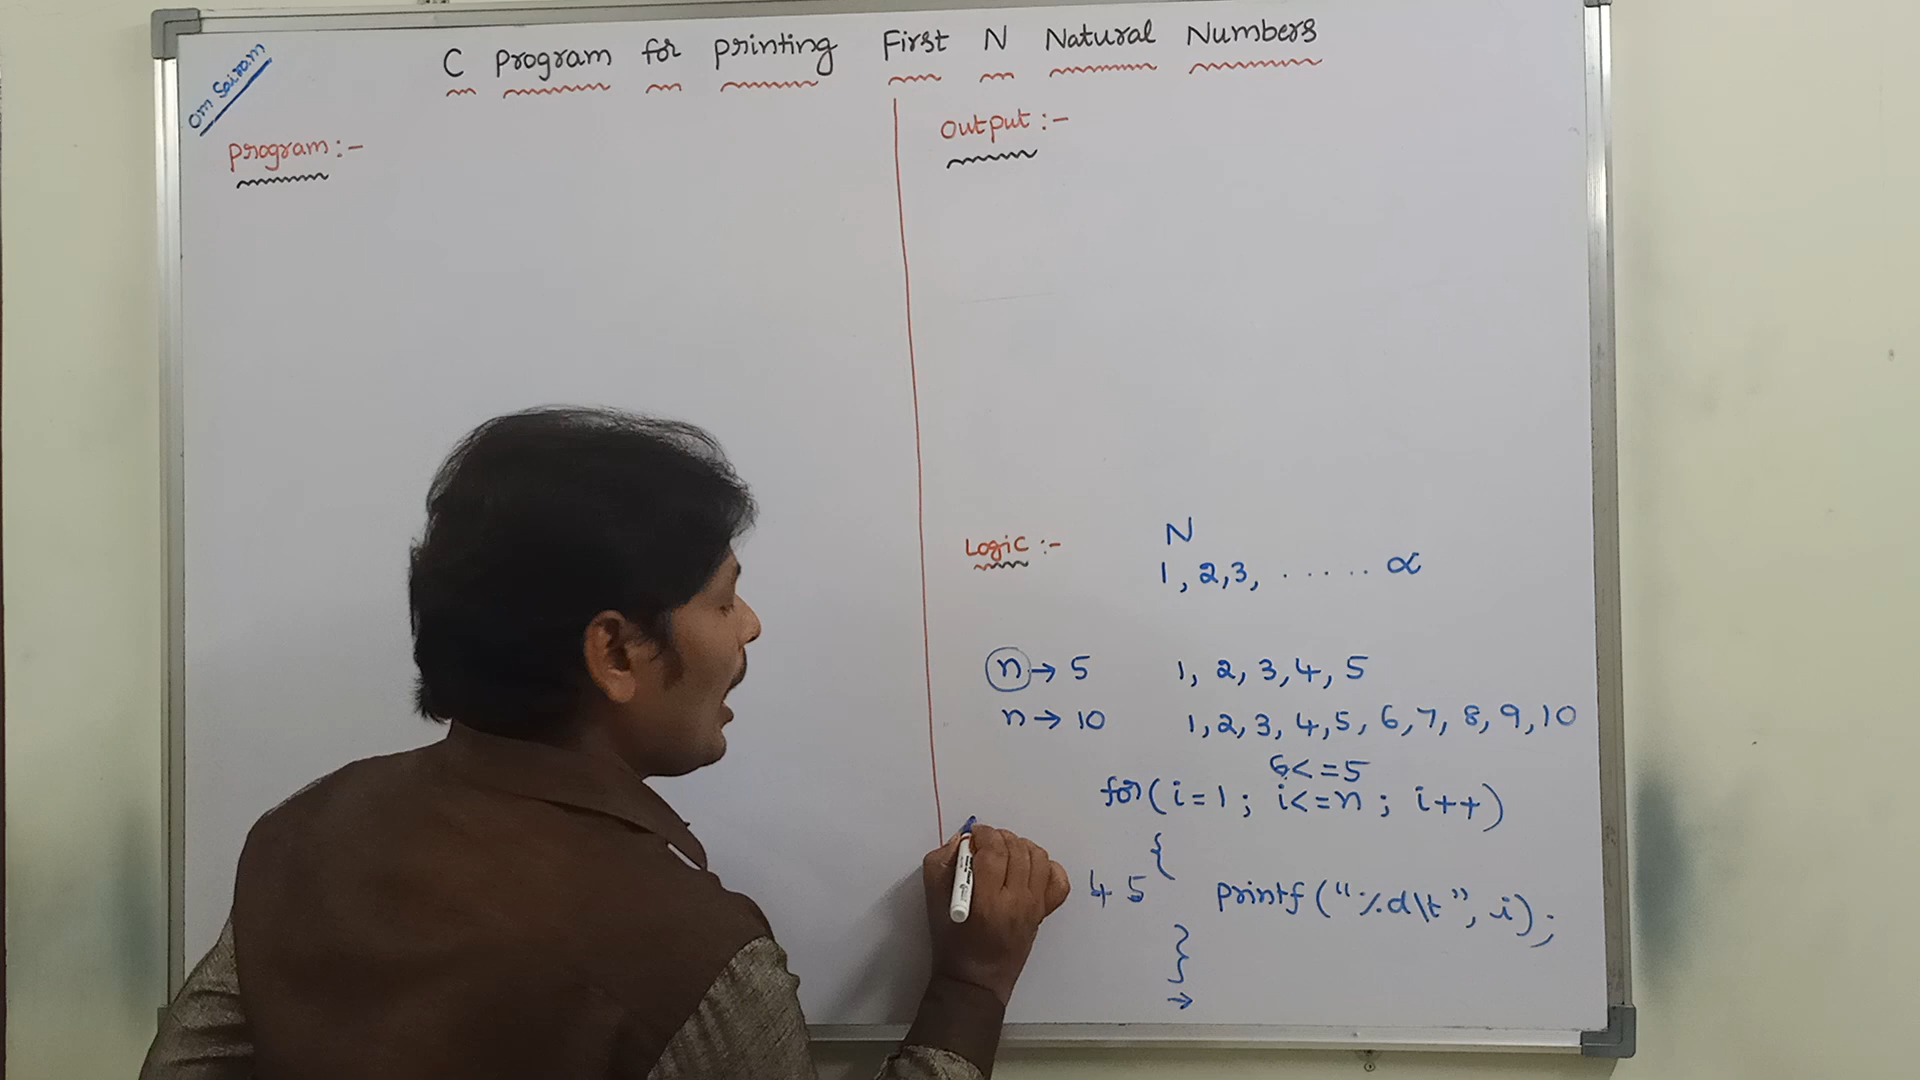 C Program for printing First N Natural Numbers
Om Sairam
Program :-
Output :-
Logic :- N
1, 2, 3, ...... ∝
n → 5 1, 2, 3, 4, 5
n → 10 1, 2, 3, 4, 5, 6, 7, 8, 9, 10
6<=5
for(i=1; i<=n; i++)
{
4 5 printf("%d\t", i);
}
→